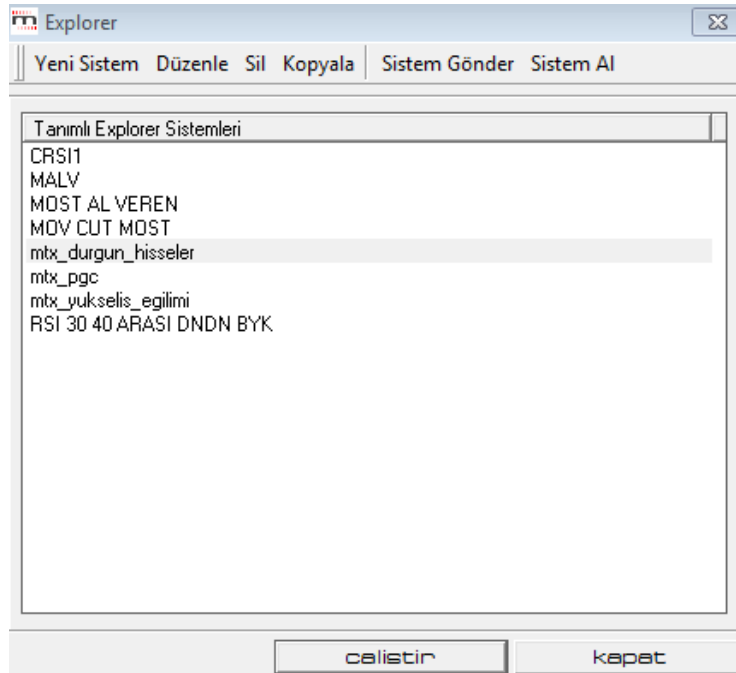 Explorer
Yeni Sistem Düzenle Sil Kopyala Sistem Gönder Sistem Al
Tanımlı Explorer Sistemleri
CRSI1
MALV
MOST AL VEREN
MOV CUT MOST
mtx_durgun_hisseler
mtx_pgc
mtx_yukselis_egilimi
RSI 30 40 ARASI DNDN BYK
calistir kapat